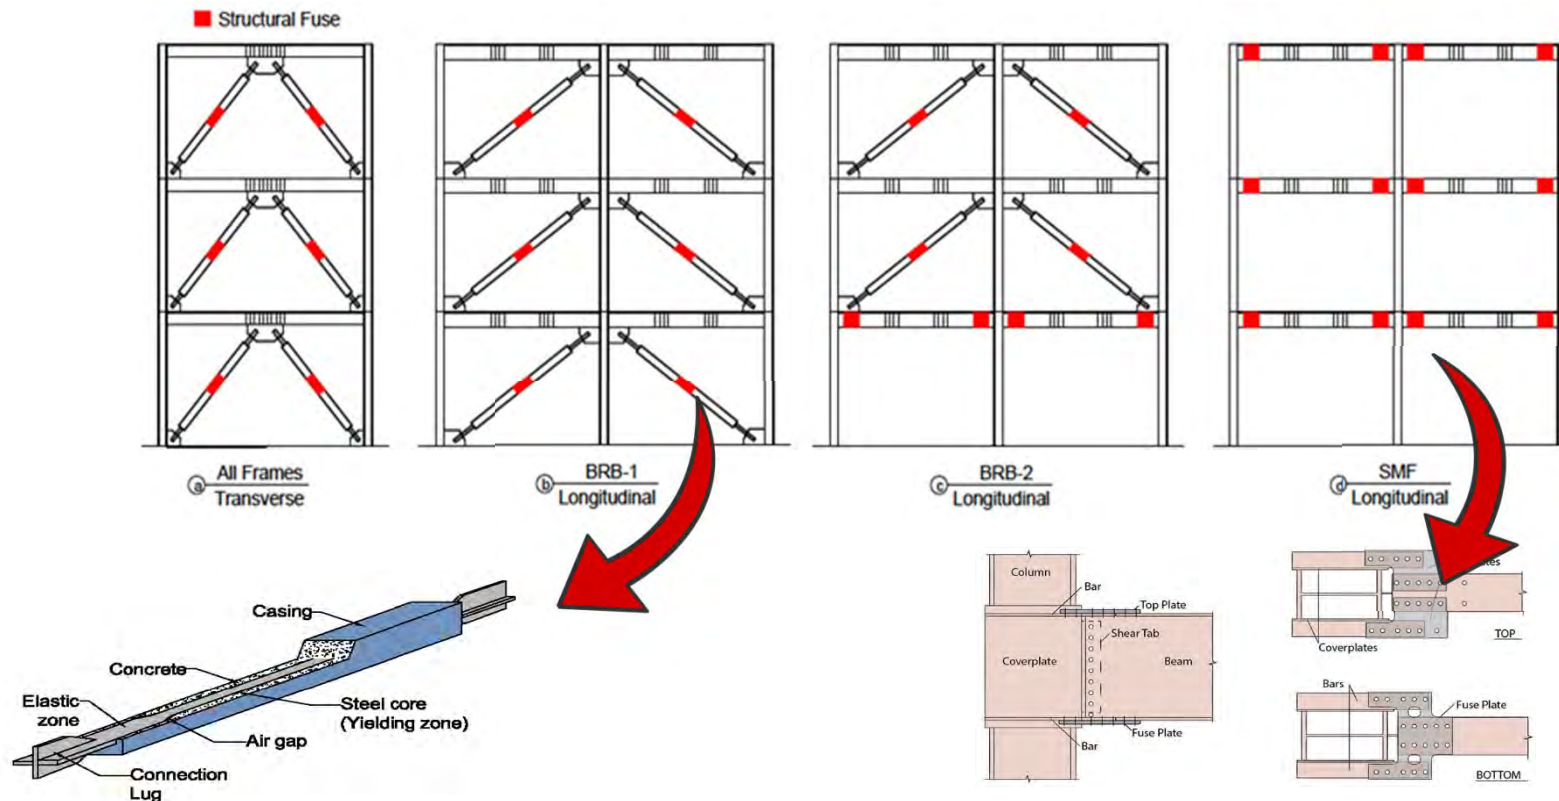 Structural Fuse
a All Frames
Transverse
b BRB-1
Longitudinal
c BRB-2
Longitudinal
d SMF
Longitudinal
Casing
Concrete
Elastic
zone
Steel core
(Yielding zone)
Air gap
Connection
Lug
Column
Bar
Top Plate
Shear Tab
Coverplate
Beam
Bar
Fuse Plate
TOP
Coverplates
Bars
Fuse Plate
BOTTOM